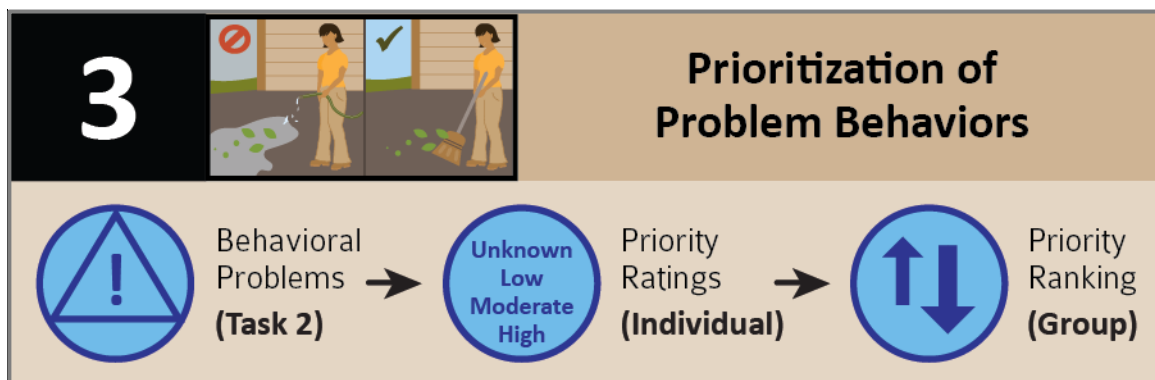 3
Prioritization of
Problem Behaviors
!
Behavioral
Problems
(Task 2)
Unknown
Low
Moderate
High
Priority
Ratings
(Individual)
Priority
Ranking
(Group)